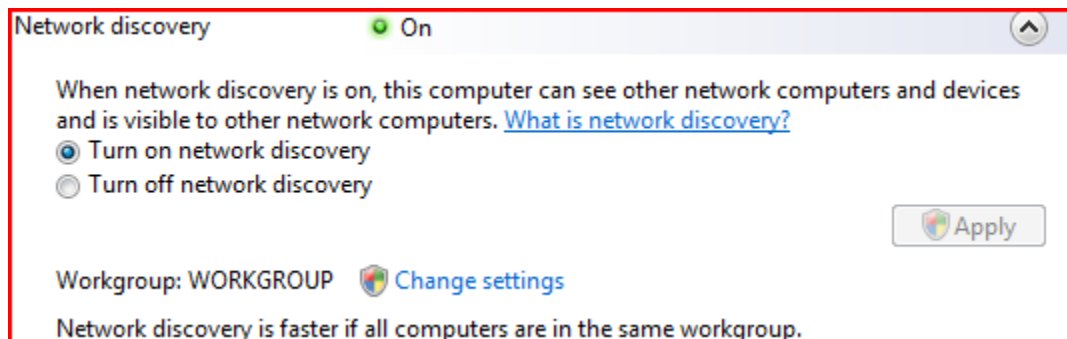 Network discovery On
When network discovery is on, this computer can see other network computers and devices
and is visible to other network computers. What is network discovery?
Turn on network discovery
Turn off network discovery
Apply
Workgroup: WORKGROUP Change settings
Network discovery is faster if all computers are in the same workgroup.